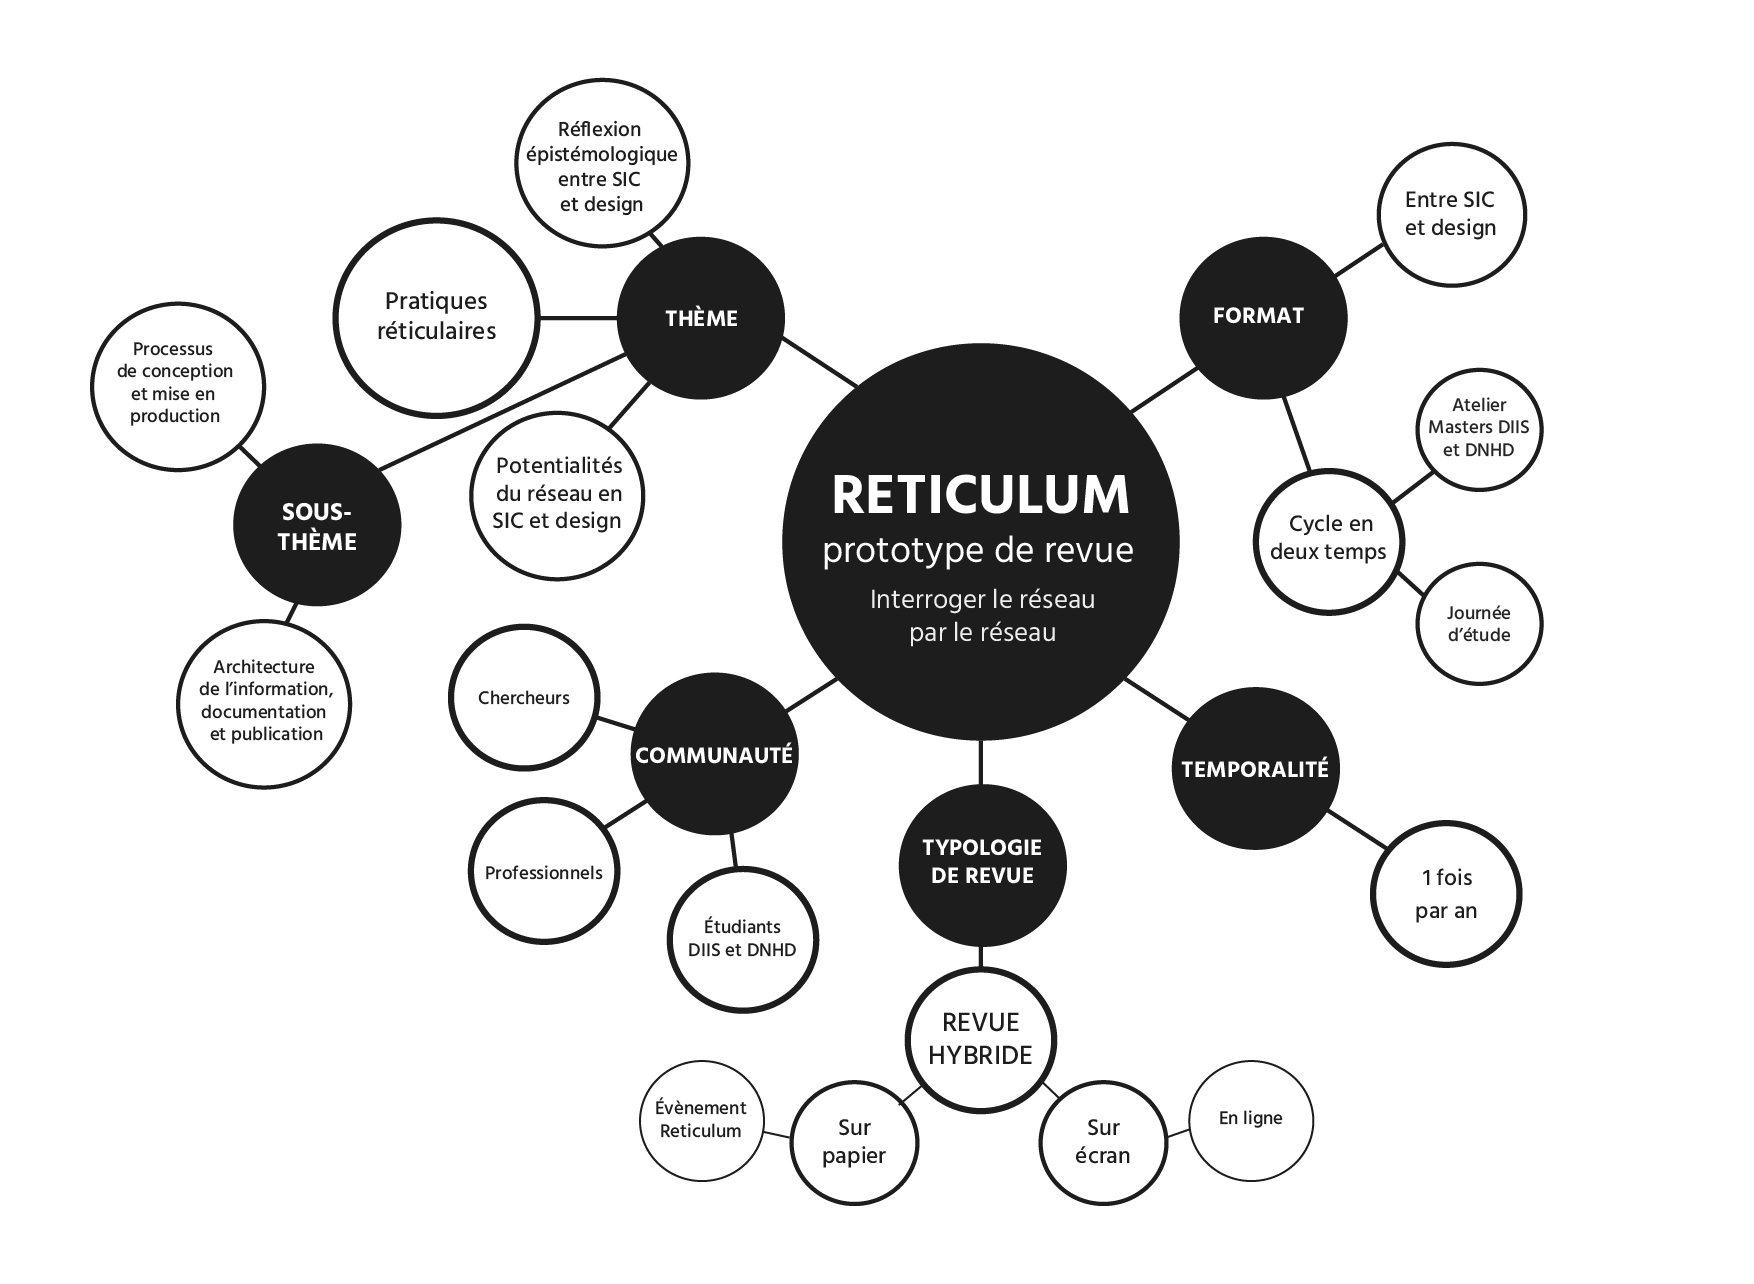 RETICULUM
prototype de revue
Interroger le réseau
par le réseau
THÈME
Réflexion
épistémologique
entre SIC
et design
Pratiques
réticulaires
Potentialités
du réseau en
SIC et design
SOUS-
THÈME
Processus
de conception
et mise en
production
Architecture
de l’information,
documentation
et publication
FORMAT
Entre SIC
et design
Cycle en
deux temps
Atelier
Masters DIIS
et DNHD
Journée
d’étude
COMMUNAUTÉ
Chercheurs
Professionnels
Étudiants
DIIS et DNHD
TYPOLOGIE
DE REVUE
REVUE
HYBRIDE
Sur
papier
Évènement
Reticulum
Sur
écran
En ligne
TEMPORALITÉ
1 fois
par an